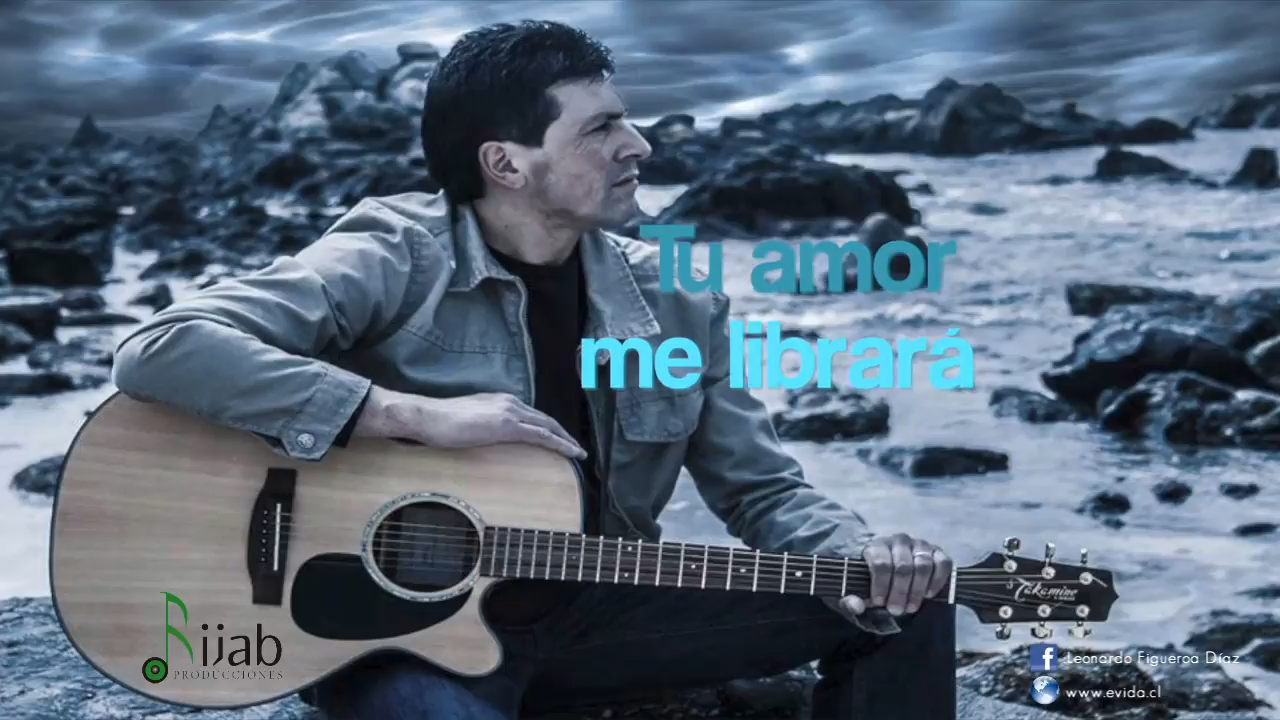 Tu amor
me librará
Takamine
Rijab
PRODUCCIONES
Leonardo Figueroa Díaz
www.evida.cl